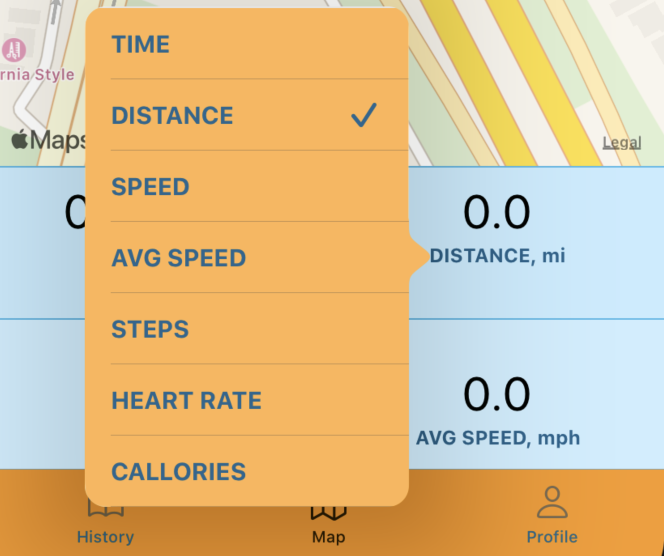 TIME
rnia Style
DISTANCE
Maps
Legal
SPEED
0.0
AVG SPEED
DISTANCE, mi
STEPS
HEART RATE
0.0
AVG SPEED, mph
CALLORIES
History
Map
Profile